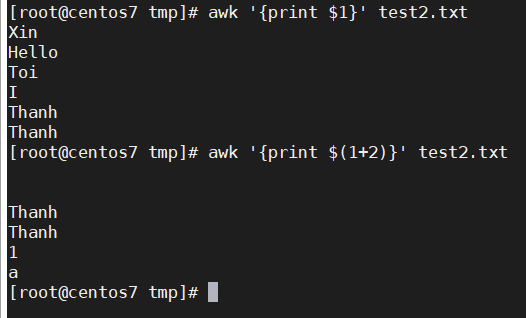 [root@centos7 tmp]# awk '{print $1}' test2.txt
Xin
Hello
Toi
I
Thanh
Thanh
[root@centos7 tmp]# awk '{print $(1+2)}' test2.txt


Thanh
Thanh
1
a
[root@centos7 tmp]#